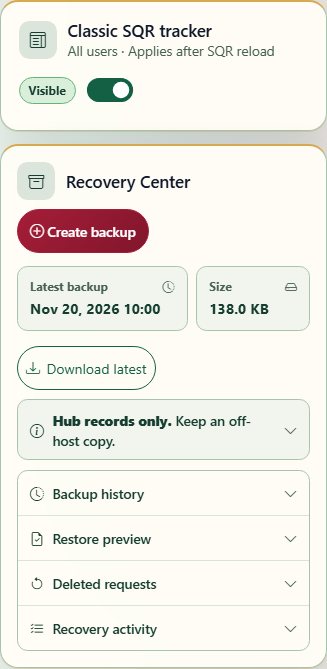 Classic SQR tracker
All users · Applies after SQR reload
Visible
Recovery Center
Create backup
Latest backup
Nov 20, 2026 10:00
Size
138.0 KB
Download latest
Hub records only. Keep an off-
host copy.
Backup history
Restore preview
Deleted requests
Recovery activity